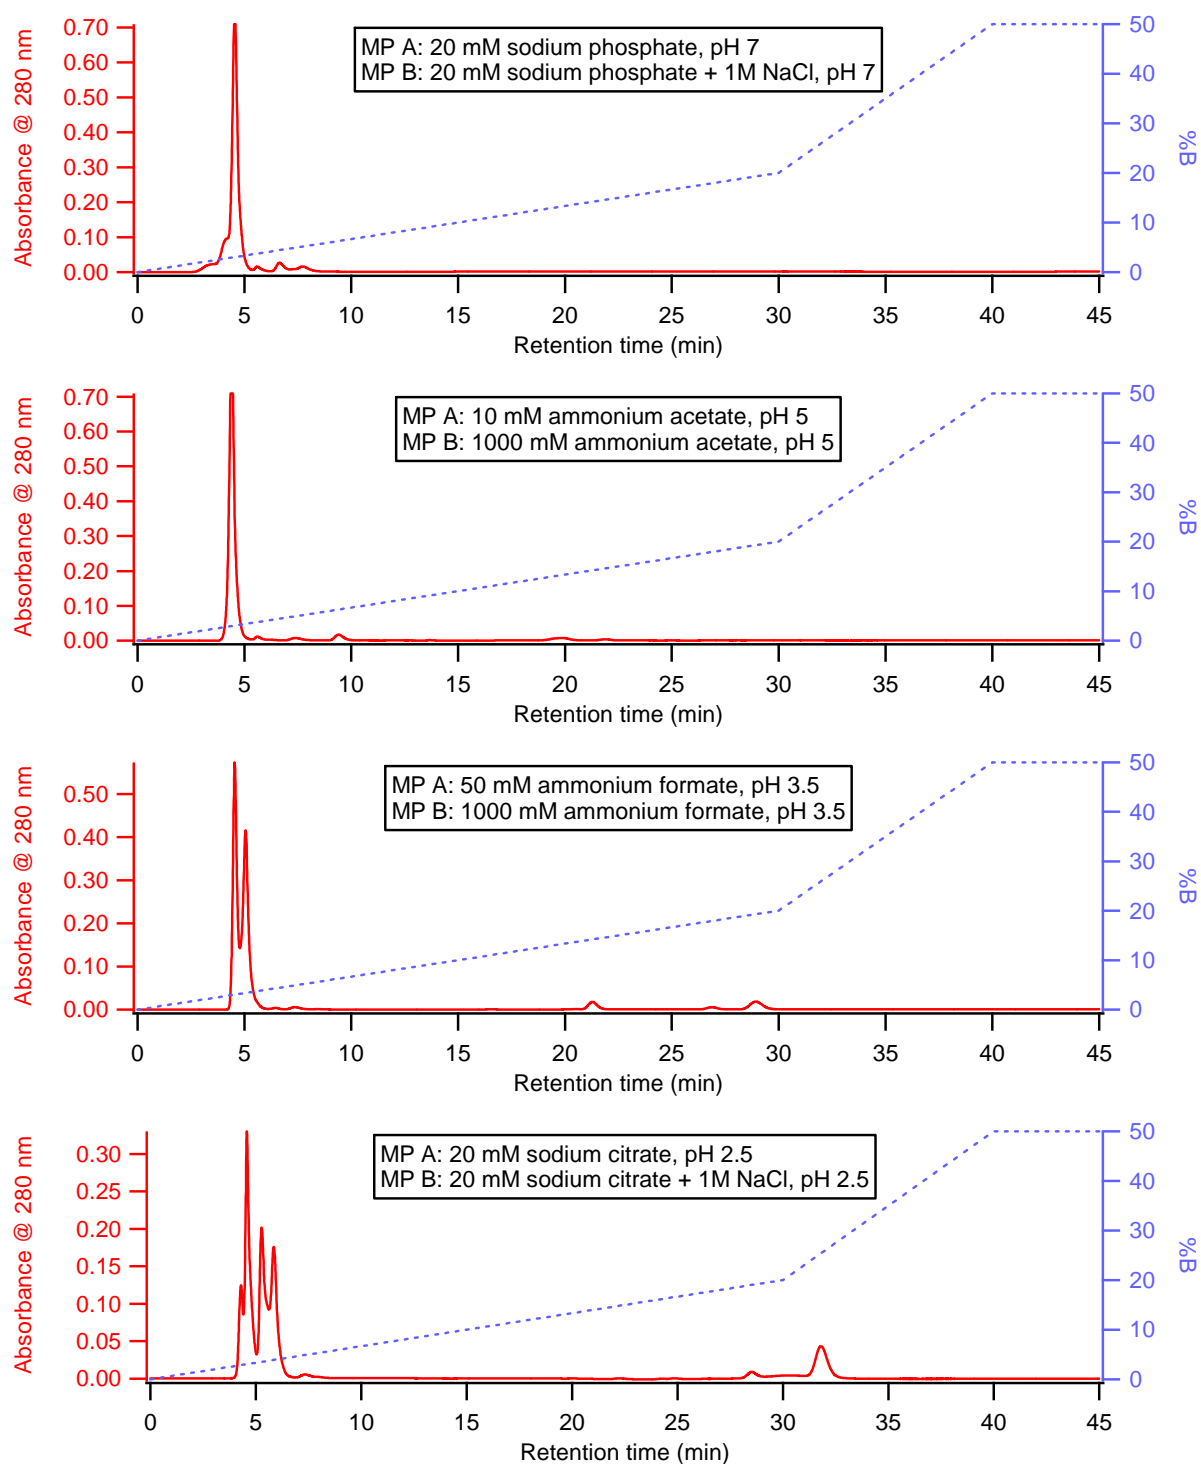 0.70
0.60
0.50
0.40
0.30
0.20
0.10
0.00
Absorbance @ 280 nm
MP A: 20 mM sodium phosphate, pH 7
MP B: 20 mM sodium phosphate + 1M NaCl, pH 7
50
40
30
20
10
0
%B
0 5 10 15 20 25 30 35 40 45
Retention time (min)
0.70
0.60
0.50
0.40
0.30
0.20
0.10
0.00
Absorbance @ 280 nm
MP A: 10 mM ammonium acetate, pH 5
MP B: 1000 mM ammonium acetate, pH 5
50
40
30
20
10
0
%B
0 5 10 15 20 25 30 35 40 45
Retention time (min)
0.50
0.40
0.30
0.20
0.10
0.00
Absorbance @ 280 nm
MP A: 50 mM ammonium formate, pH 3.5
MP B: 1000 mM ammonium formate, pH 3.5
50
40
30
20
10
0
%B
0 5 10 15 20 25 30 35 40 45
Retention time (min)
0.30
0.25
0.20
0.15
0.10
0.05
0.00
Absorbance @ 280 nm
MP A: 20 mM sodium citrate, pH 2.5
MP B: 20 mM sodium citrate + 1M NaCl, pH 2.5
50
40
30
20
10
0
%B
0 5 10 15 20 25 30 35 40 45
Retention time (min)